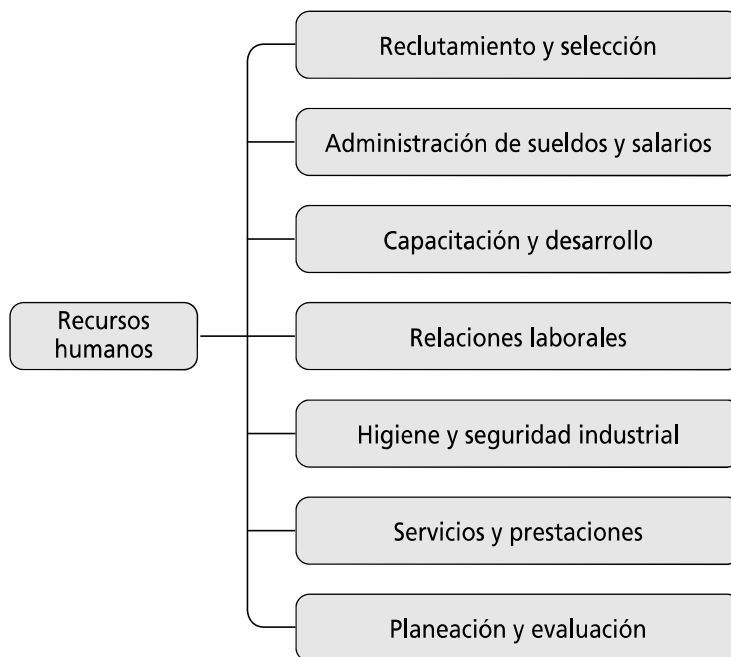 Reclutamiento y selección
Administración de sueldos y salarios
Capacitación y desarrollo
Recursos
humanos
Relaciones laborales
Higiene y seguridad industrial
Servicios y prestaciones
Planeación y evaluación